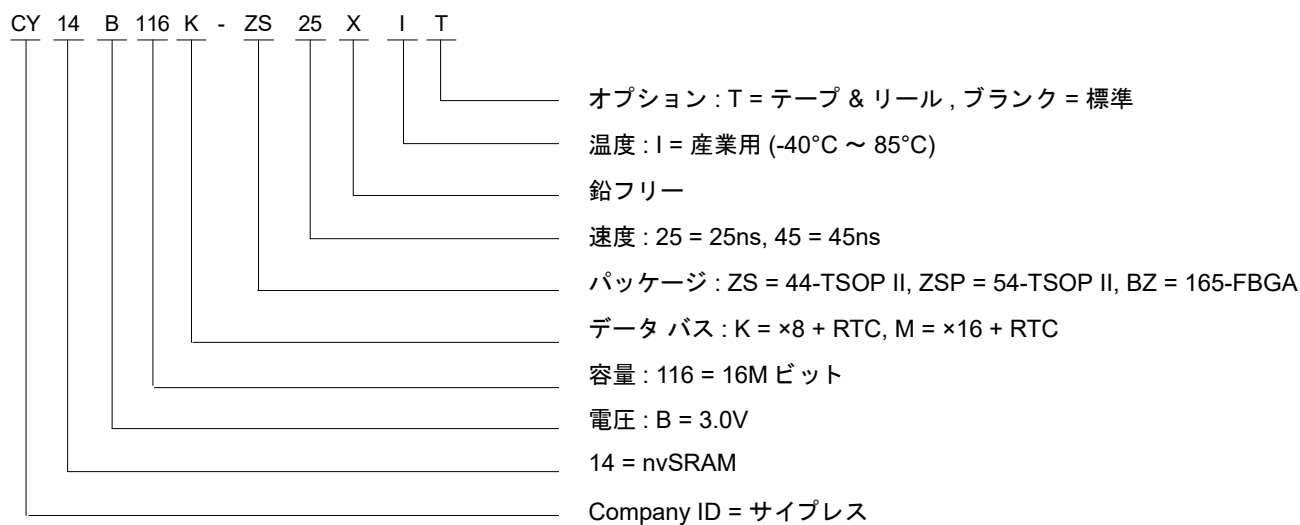 CY 14 B 116 K - ZS 25 X I T
オプション : T = テープ & リール , ブランク = 標準
温度 : I = 産業用 (-40°C ～ 85°C)
鉛フリー
速度 : 25 = 25ns, 45 = 45ns
パッケージ : ZS = 44-TSOP II, ZSP = 54-TSOP II, BZ = 165-FBGA
データ バス : K = ×8 + RTC, M = ×16 + RTC
容量 : 116 = 16M ビット
電圧 : B = 3.0V
14 = nvSRAM
Company ID = サイプレス